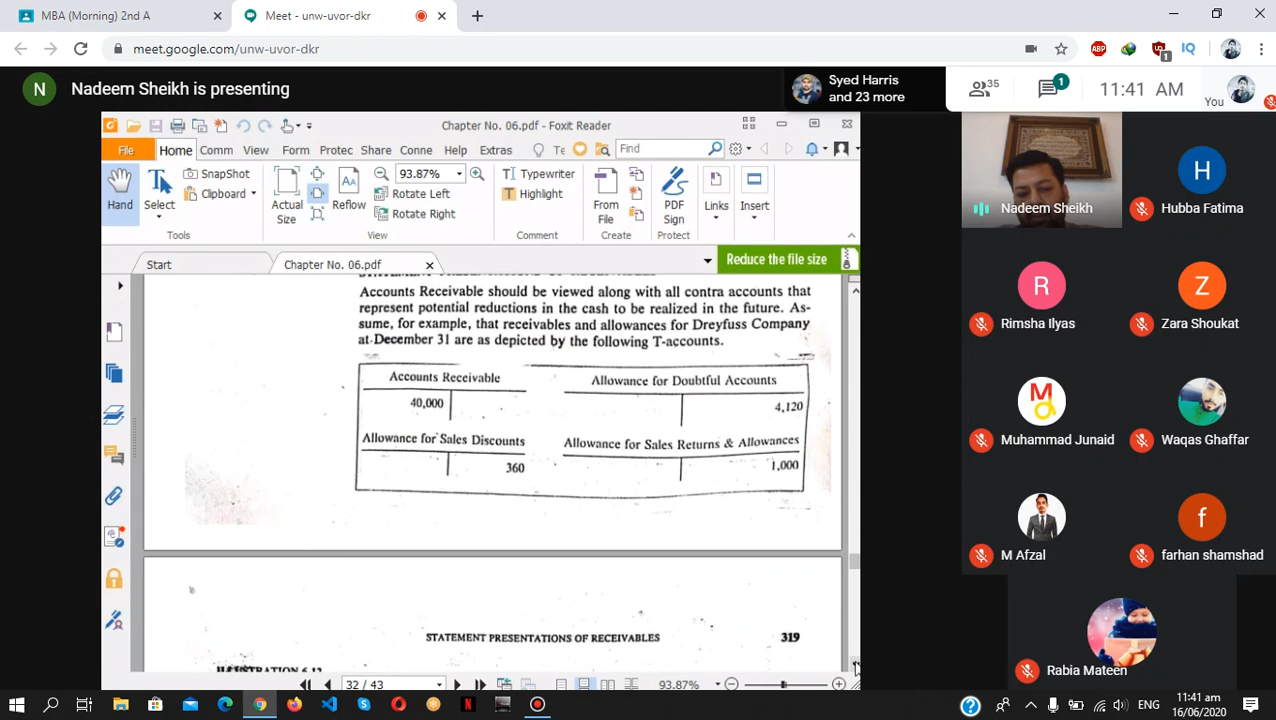 MBA (Morning) 2nd A
Meet - unw-uvor-dkr
meet.google.com/unw-uvor-dkr
ABP
1
IQ
N
Nadeem Sheikh is presenting
Syed Harris
and 23 more
35
1
11:41 AM
You
Chapter No. 06.pdf - Foxit Reader
File
Home
Comm
View
Form
Protec
Share
Conne
Help
Extras
Te
Find
Hand
Select
SnapShot
Clipboard
Actual
Size
Reflow
93.87%
Rotate Left
Rotate Right
Typewriter
Highlight
From
File
PDF
Sign
Links
Insert
Tools
View
Comment
Create
Protect
Start
Chapter No. 06.pdf
Reduce the file size
Accounts Receivable should be viewed along with all contra accounts that
represent potential reductions in the cash to be realized in the future. As-
sume, for example, that receivables and allowances for Dreyfuss Company
at December 31 are as depicted by the following T-accounts.
Accounts Receivable
Allowance for Doubtful Accounts
40,000
4,120
Allowance for Sales Discounts
Allowance for Sales Returns & Allowances
360
1,000
STATEMENT PRESENTATIONS OF RECEIVABLES
319
ILLUSTRATION 6.12
32 / 43
93.87%
Nadeem Sheikh
H
Hubba Fatima
R
Rimsha Ilyas
Z
Zara Shoukat
Muhammad Junaid
Waqas Ghaffar
M Afzal
f
farhan shamshad
Rabia Mateen
ENG
11:41 am
16/06/2020